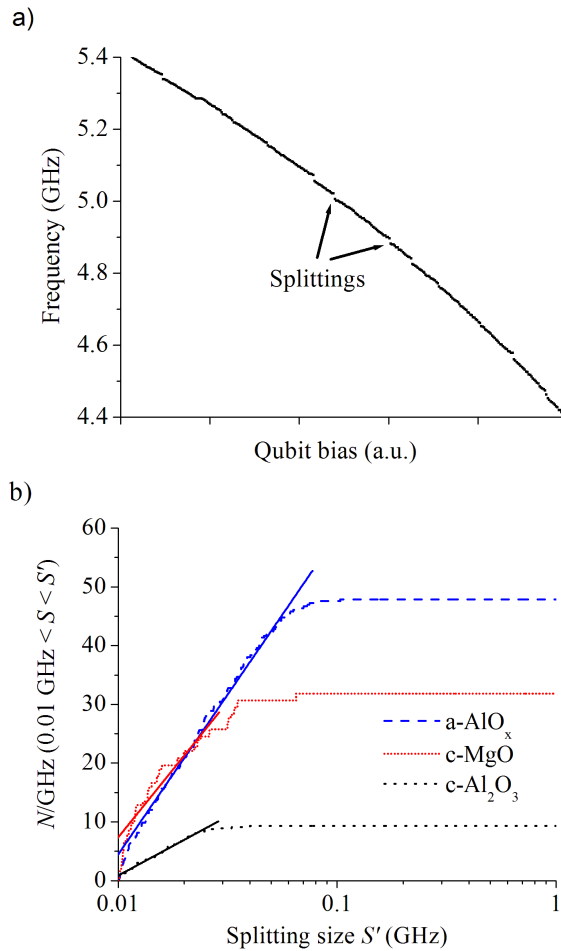 a)
5.4
5.2
5.0
4.8
4.6
4.4
Frequency (GHz)
Splittings
Qubit bias (a.u.)
b)
60
50
40
30
20
10
0
N/GHz (0.01 GHz < S < S')
a-AlOx
c-MgO
c-Al2O3
0.01
0.1
1
Splitting size S' (GHz)